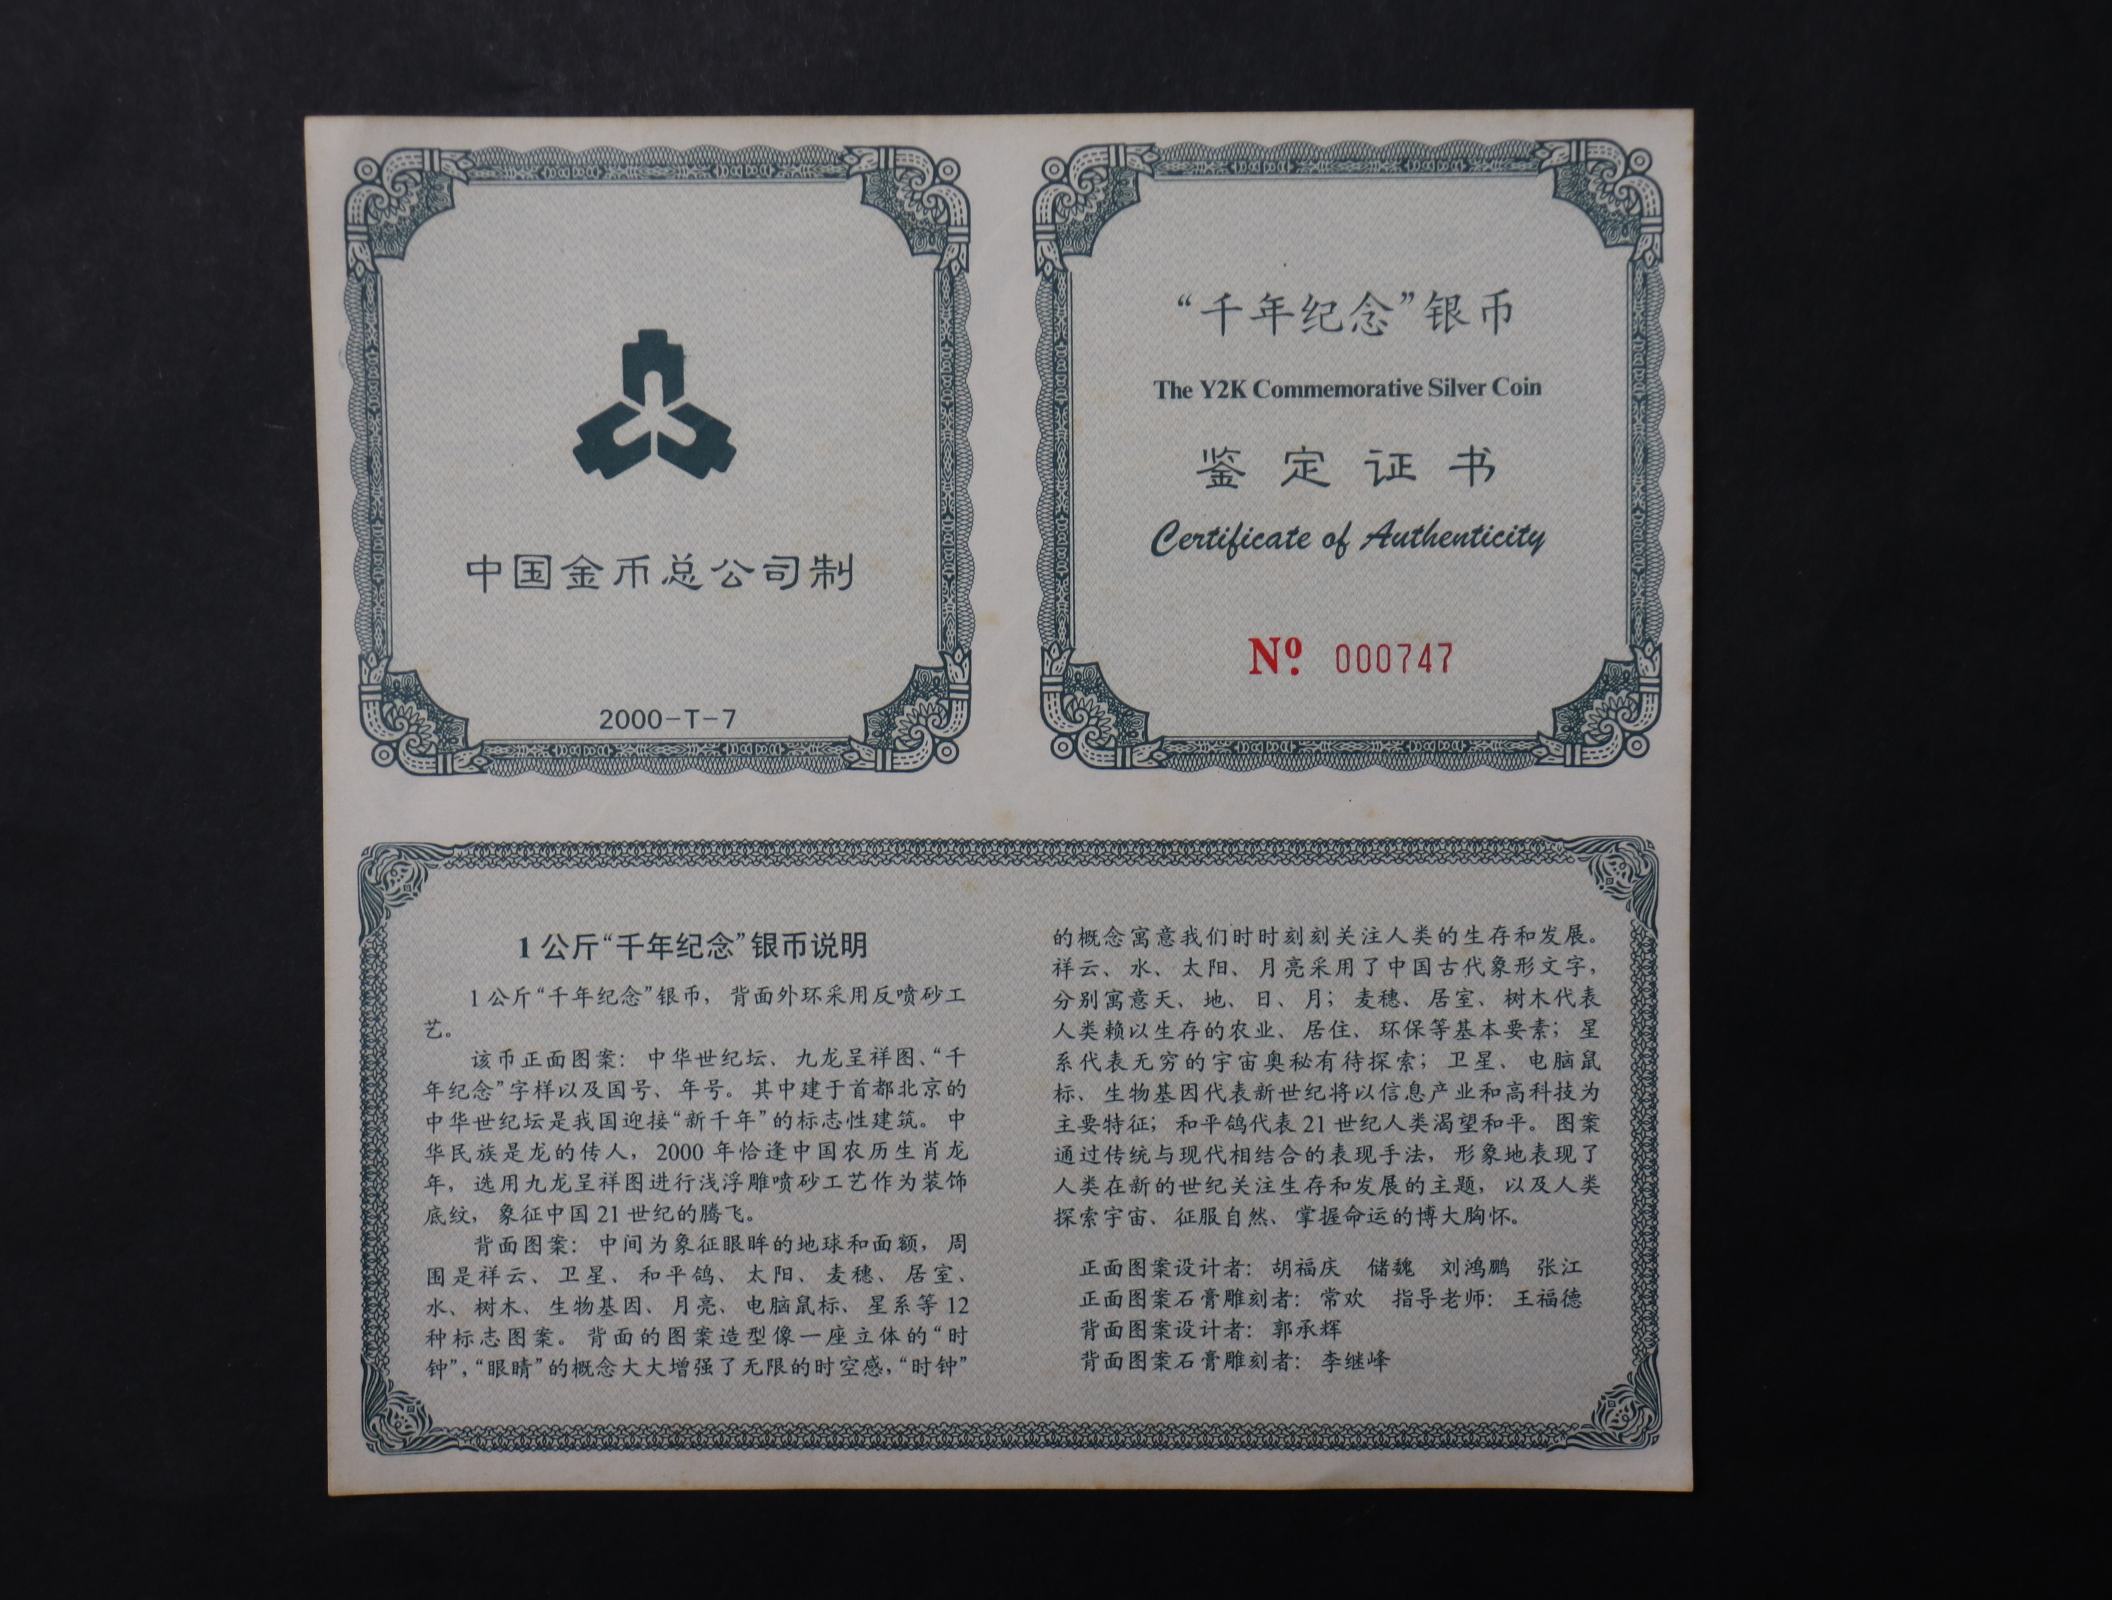 中国金币总公司制
2000-T-7
“千年纪念”银币
The Y2K Commemorative Silver Coin
鉴定证书
Certificate of Authenticity
Nº 000747
1公斤“千年纪念”银币说明
1公斤“千年纪念”银币，背面外环采用反喷砂工
艺。
该币正面图案：中华世纪坛、九龙呈祥图、“千
年纪念”字样以及国号、年号。其中建于首都北京的
中华世纪坛是我国迎接“新千年”的标志性建筑。中
华民族是龙的传人，2000年恰逢中国农历生肖龙
年，选用九龙呈祥图进行浅浮雕喷砂工艺作为装饰
底纹，象征中国21世纪的腾飞。
背面图案：中间为象征眼眸的地球和面额，周
围是祥云、卫星、和平鸽、太阳、麦穗、居室、
水、树木、生物基因、月亮、电脑鼠标、星系等12
种标志图案。背面的图案造型像一座立体的“时
钟”，“眼睛”的概念大大增强了无限的时空感，“时钟”
的概念寓意我们时时刻刻关注人类的生存和发展。
祥云、水、太阳、月亮采用了中国古代象形文字，
分别寓意天、地、日、月；麦穗、居室、树木代表
人类赖以生存的农业、居住、环保等基本要素；星
系代表无穷的宇宙奥秘有待探索；卫星、电脑鼠
标、生物基因代表新世纪将以信息产业和高科技为
主要特征；和平鸽代表21世纪人类渴望和平。图案
通过传统与现代相结合的表现手法，形象地表现了
人类在新的世纪关注生存和发展的主题，以及人类
探索宇宙、征服自然、掌握命运的博大胸怀。
正面图案设计者：胡福庆 储魏 刘鸿鹏 张江
正面图案石膏雕刻者：常欢 指导老师：王福德
背面图案设计者：郭承辉
背面图案石膏雕刻者：李继峰